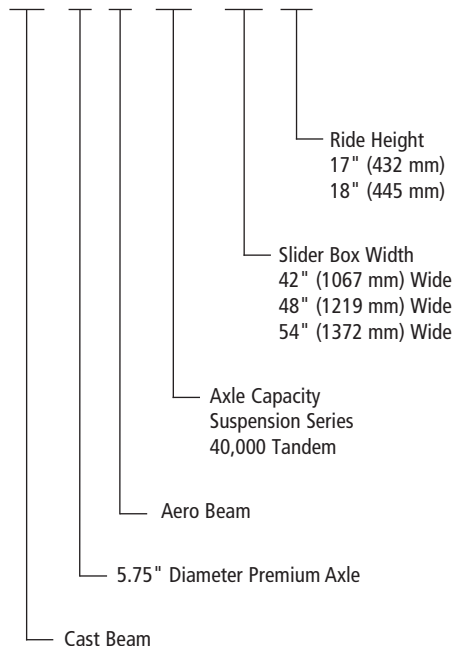 Ride Height
17" (432 mm)
18" (445 mm)
Slider Box Width
42" (1067 mm) Wide
48" (1219 mm) Wide
54" (1372 mm) Wide
Axle Capacity
Suspension Series
40,000 Tandem
Aero Beam
5.75" Diameter Premium Axle
Cast Beam